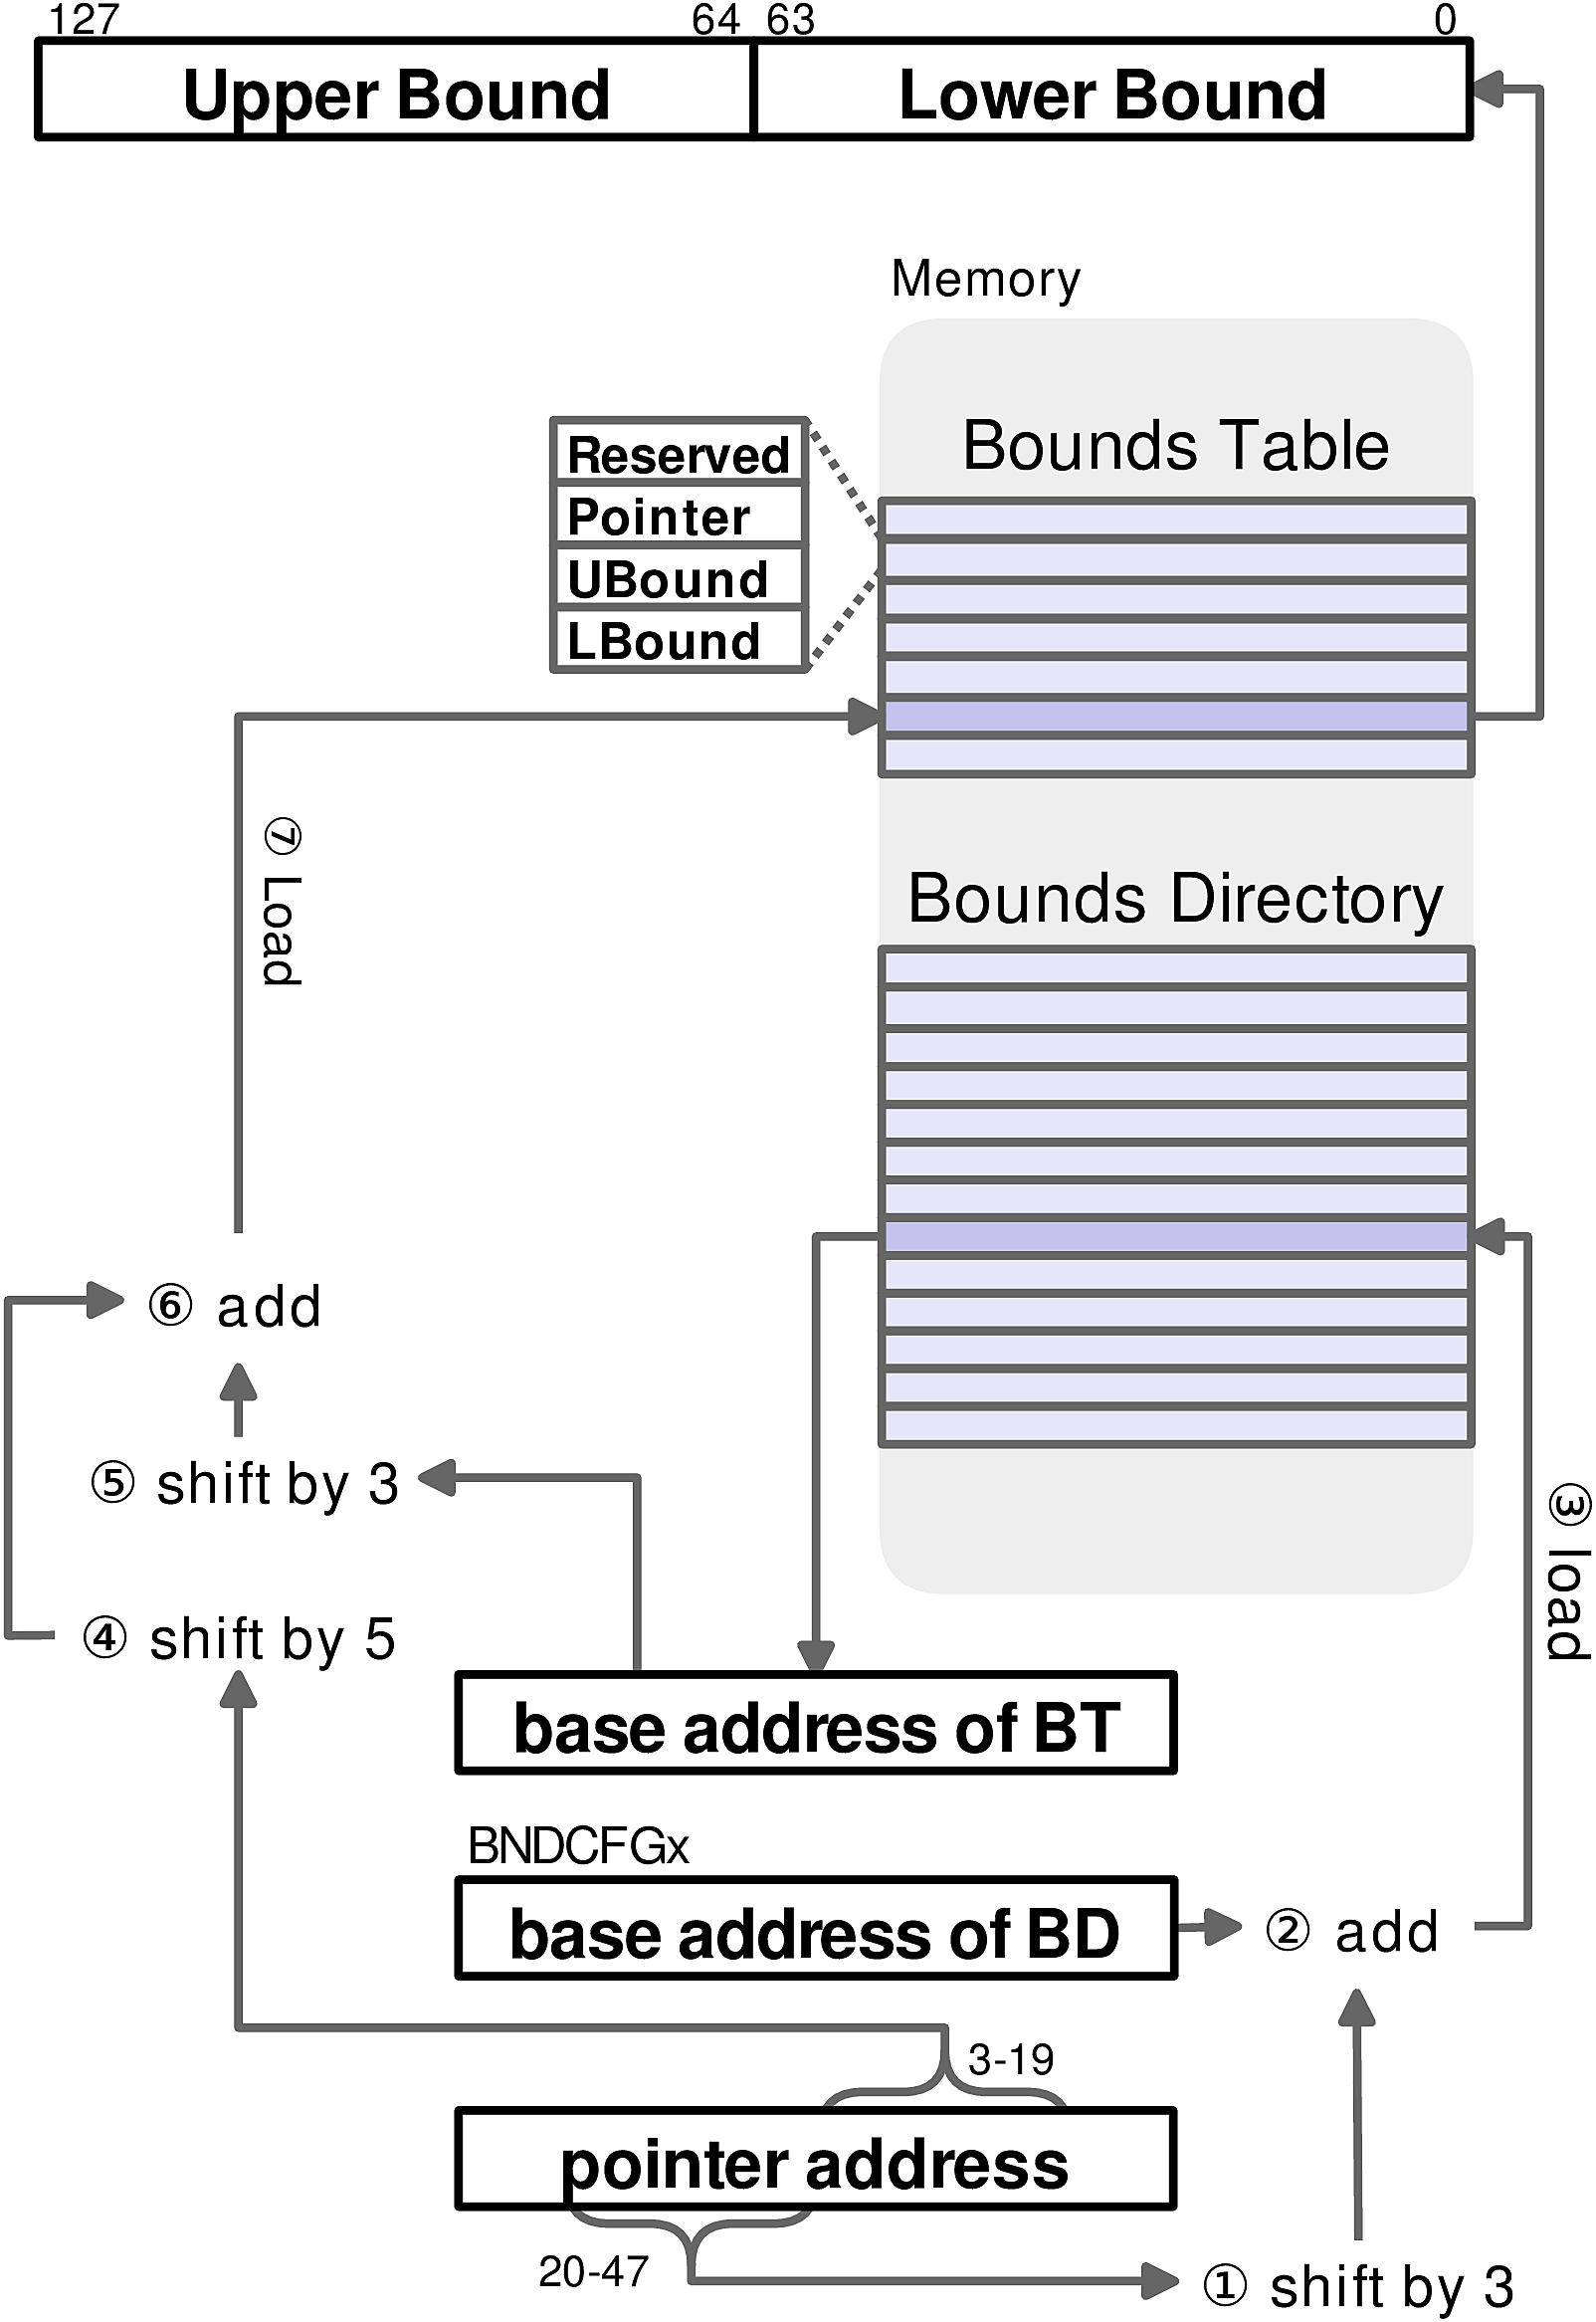 127 64 63 0
Upper Bound Lower Bound
Memory
Bounds Table
Reserved
Pointer
UBound
LBound
⑦ Load
Bounds Directory
⑥ add
⑤ shift by 3
③ load
④ shift by 5
base address of BT
BNDCFGx
base address of BD
② add
3-19
pointer address
20-47
① shift by 3